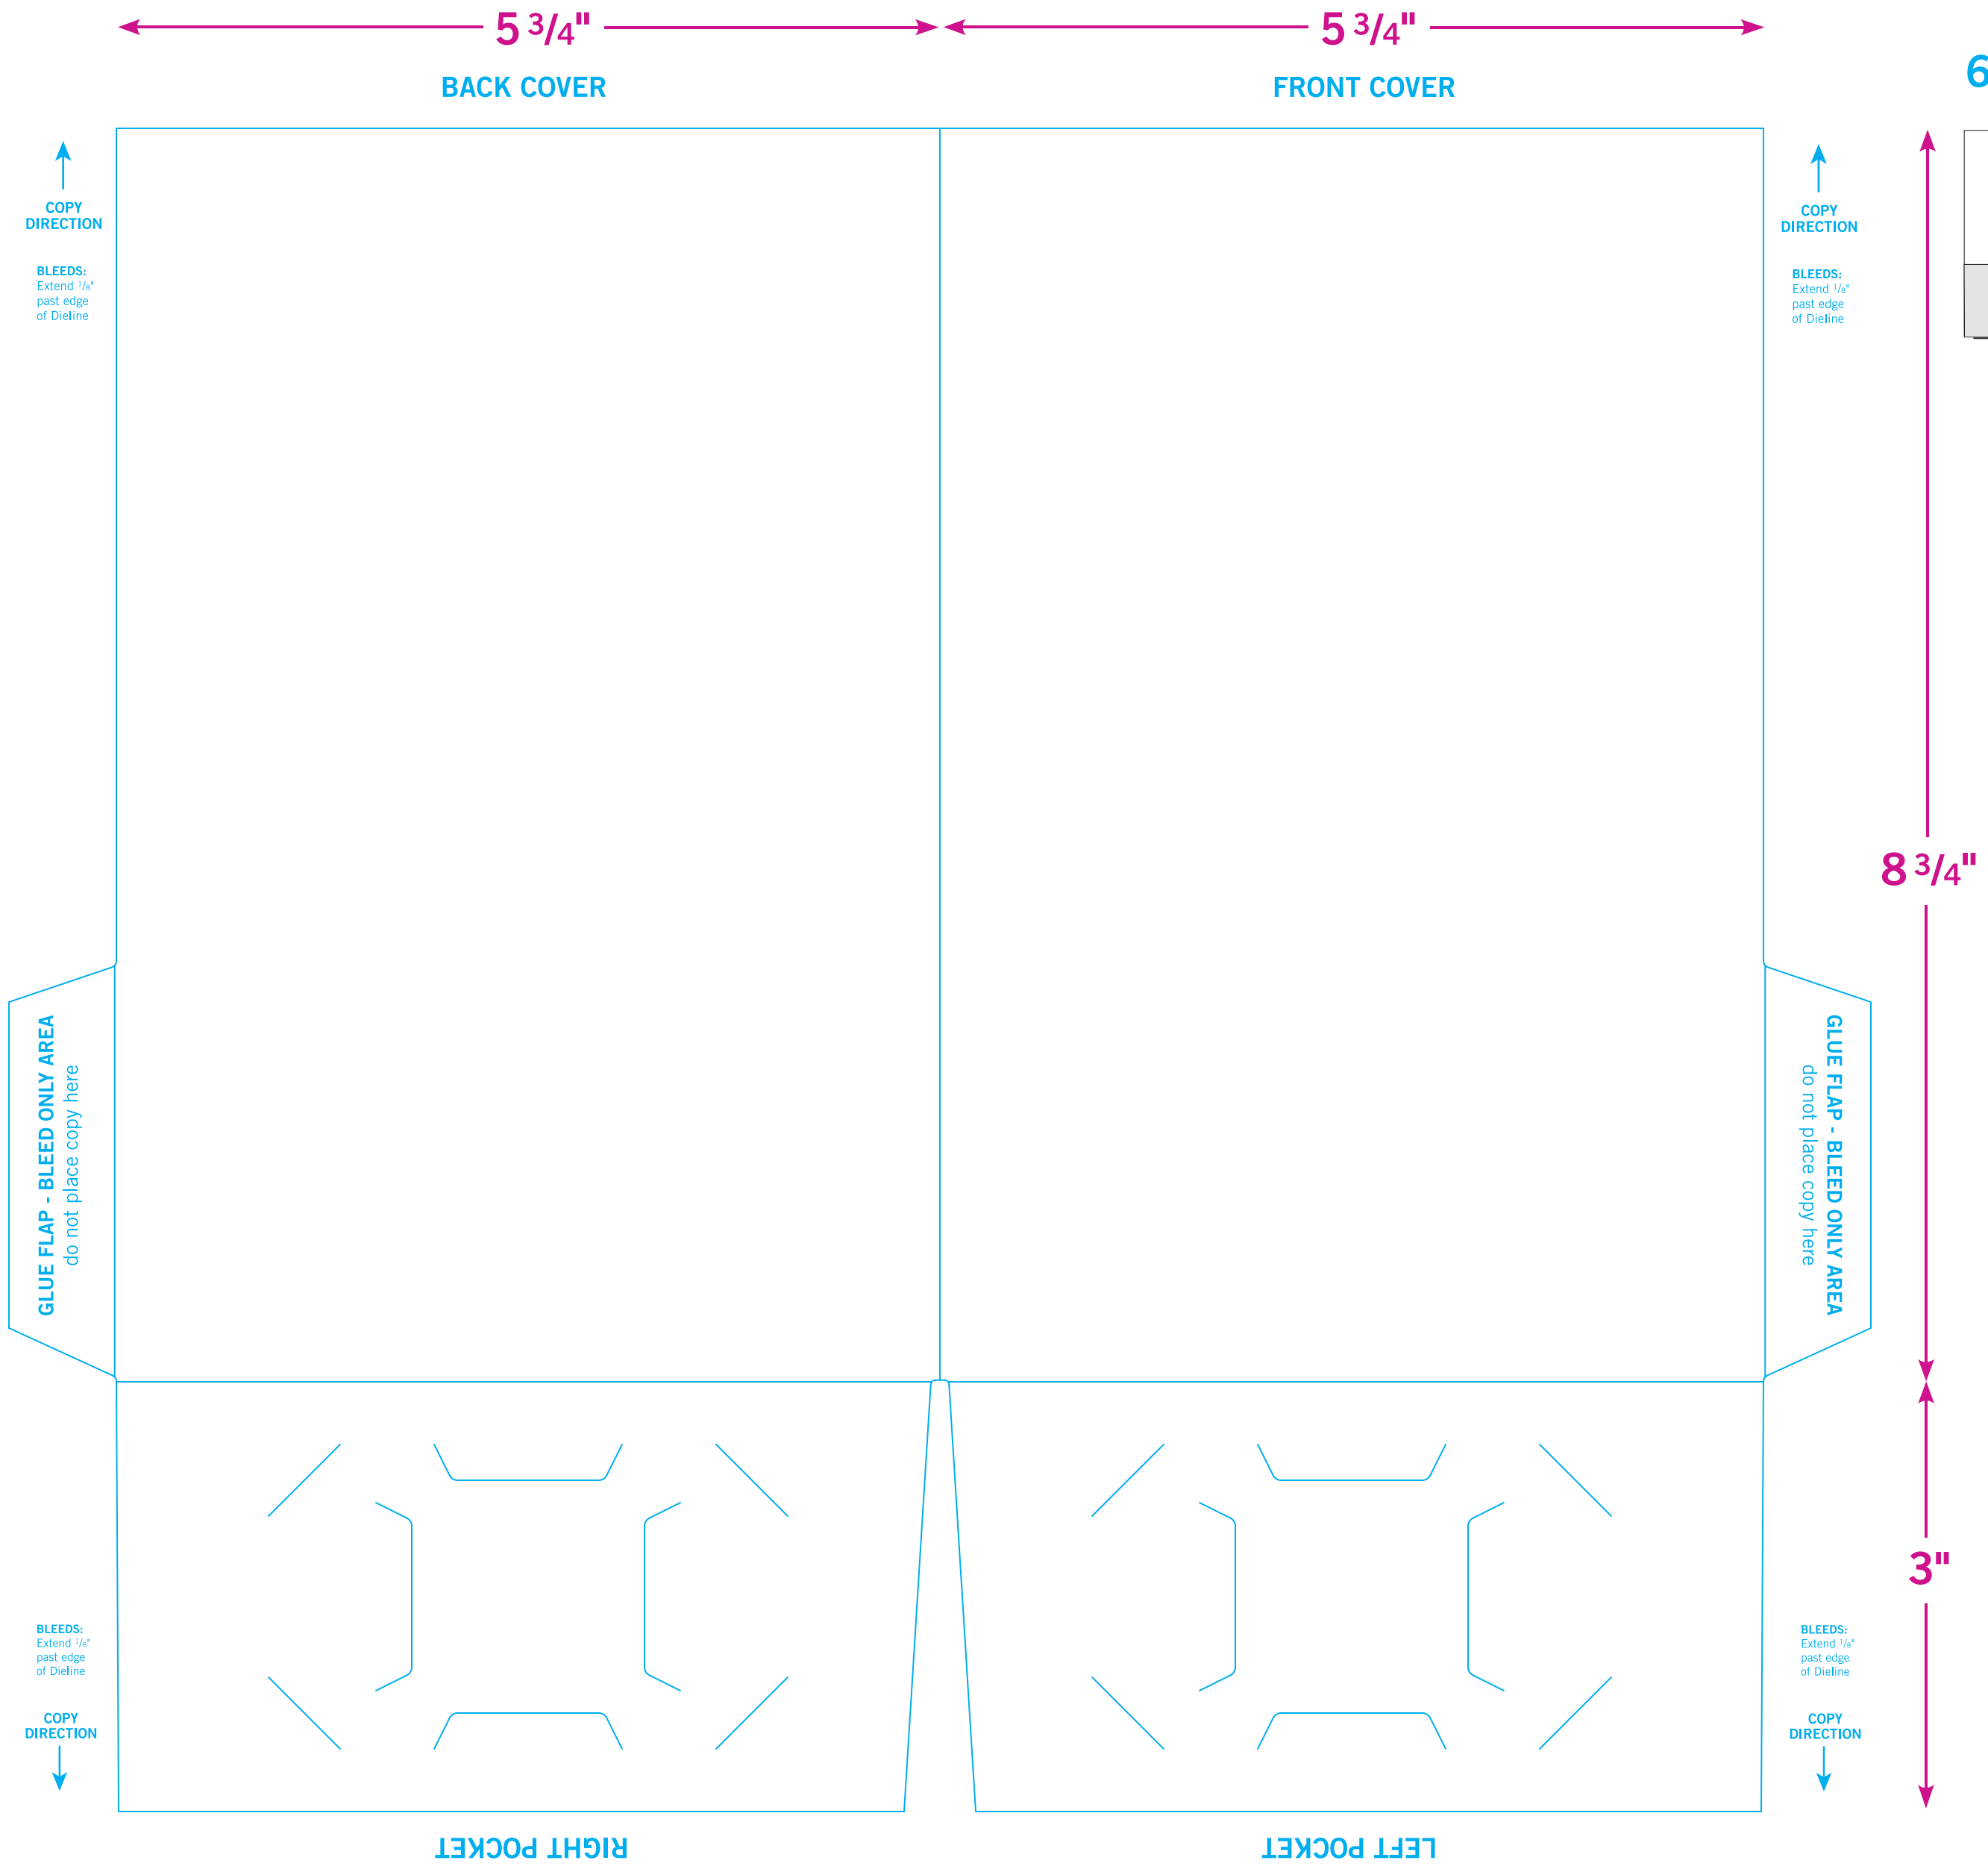 5 3/4"
5 3/4"
BACK COVER
FRONT COVER
6
COPY
DIRECTION
BLEEDS:
Extend 1/8"
past edge
of Dieline
COPY
DIRECTION
BLEEDS:
Extend 1/8"
past edge
of Dieline
8 3/4"
GLUE FLAP - BLEED ONLY AREA
do not place copy here
GLUE FLAP - BLEED ONLY AREA
do not place copy here
3"
BLEEDS:
Extend 1/8"
past edge
of Dieline
COPY
DIRECTION
BLEEDS:
Extend 1/8"
past edge
of Dieline
COPY
DIRECTION
RIGHT POCKET
LEFT POCKET